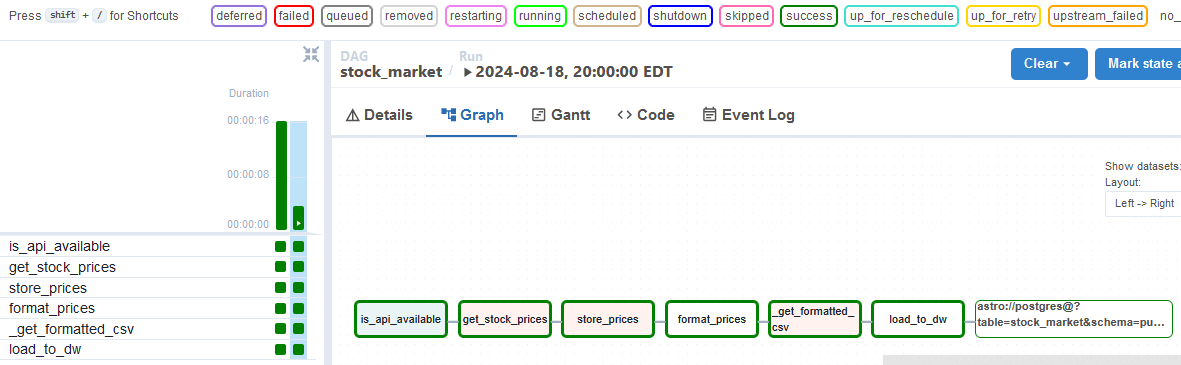 Press shift + / for Shortcuts
deferred failed queued removed restarting running scheduled shutdown skipped success up_for_reschedule up_for_retry upstream_failed no_
DAG Run
stock_market / 2024-08-18, 20:00:00 EDT
Clear Mark state a
Duration
00:00:16
00:00:08
00:00:00
Details Graph Gantt Code Event Log
Show datasets:
Layout:
Left -> Right
is_api_available
get_stock_prices
store_prices
format_prices
_get_formatted_csv
load_to_dw
is_api_available
get_stock_prices
store_prices
format_prices
_get_formatted_
csv
load_to_dw
astro://postgres@?
table=stock_market&schema=pu…